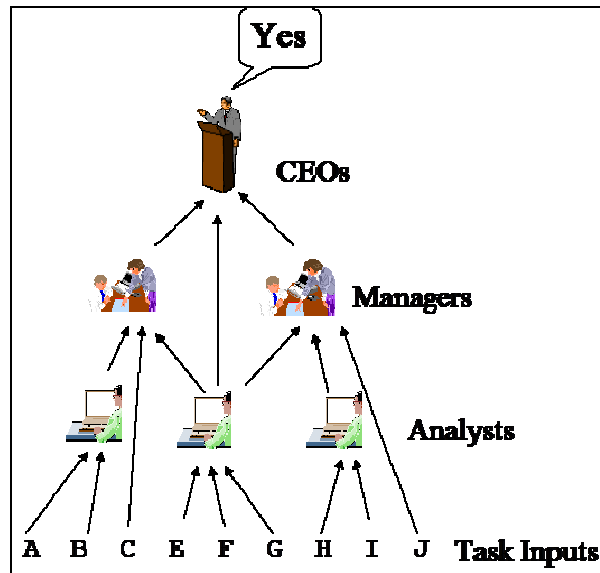 Yes
CEOs
Managers
Analysts
A B C E F G H I J Task Inputs